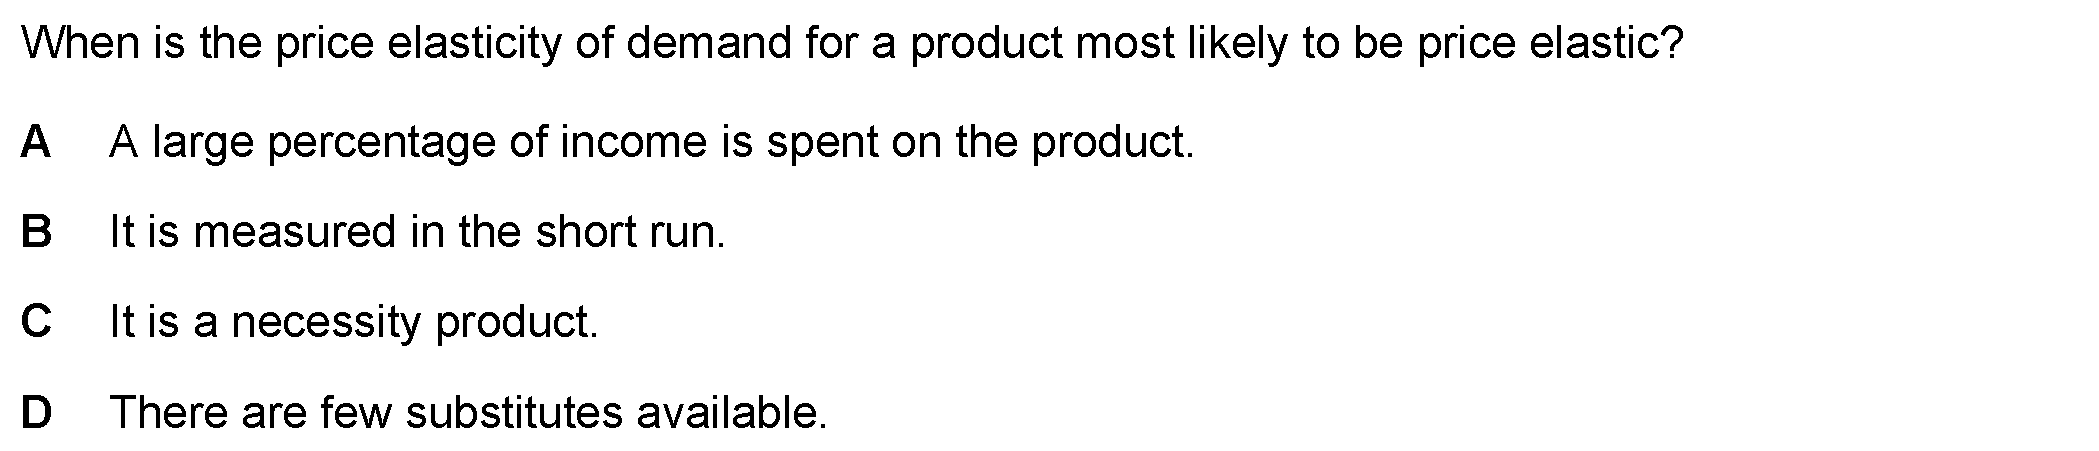 When is the price elasticity of demand for a product most likely to be price elastic?
A A large percentage of income is spent on the product.
B It is measured in the short run.
C It is a necessity product.
D There are few substitutes available.